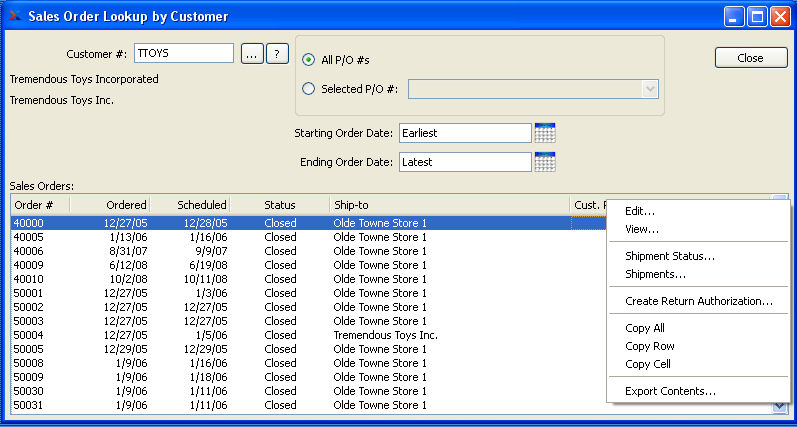 Sales Order Lookup by Customer
Customer #: TTOYS ... ?
All P/O #s
Close
Tremendous Toys Incorporated
Selected P/O #:
Tremendous Toys Inc.
Starting Order Date: Earliest
Ending Order Date: Latest
Sales Orders:
Order # Ordered Scheduled Status Ship-to Cust.
40000 12/27/05 12/28/05 Closed Olde Towne Store 1
40005 1/13/06 1/16/06 Closed Olde Towne Store 1
40006 8/31/07 9/9/07 Closed Olde Towne Store 1
40009 6/12/08 6/19/08 Closed Olde Towne Store 1
40010 10/2/08 10/11/08 Closed Olde Towne Store 1
50001 12/27/05 1/3/06 Closed Olde Towne Store 1
50002 12/27/05 12/27/05 Closed Olde Towne Store 1
50003 12/27/05 12/27/05 Closed Olde Towne Store 1
50004 12/27/05 1/5/06 Closed Tremendous Toys Inc.
50005 12/29/05 12/29/05 Closed Olde Towne Store 1
50008 1/9/06 1/16/06 Closed Olde Towne Store 1
50009 1/9/06 1/18/06 Closed Olde Towne Store 1
50030 1/9/06 1/11/06 Closed Olde Towne Store 1
50031 1/9/06 1/11/06 Closed Olde Towne Store 1
Edit...
View...
Shipment Status...
Shipments...
Create Return Authorization...
Copy All
Copy Row
Copy Cell
Export Contents...